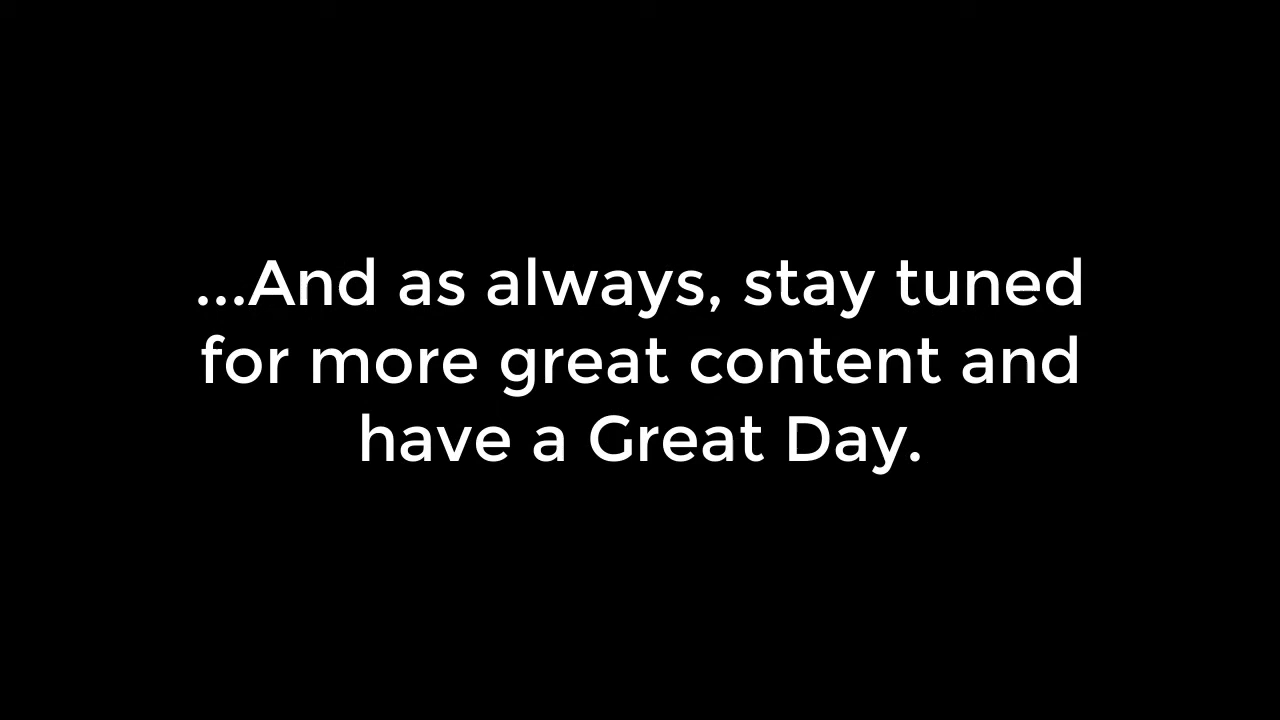 ...And as always, stay tuned
for more great content and
have a Great Day.